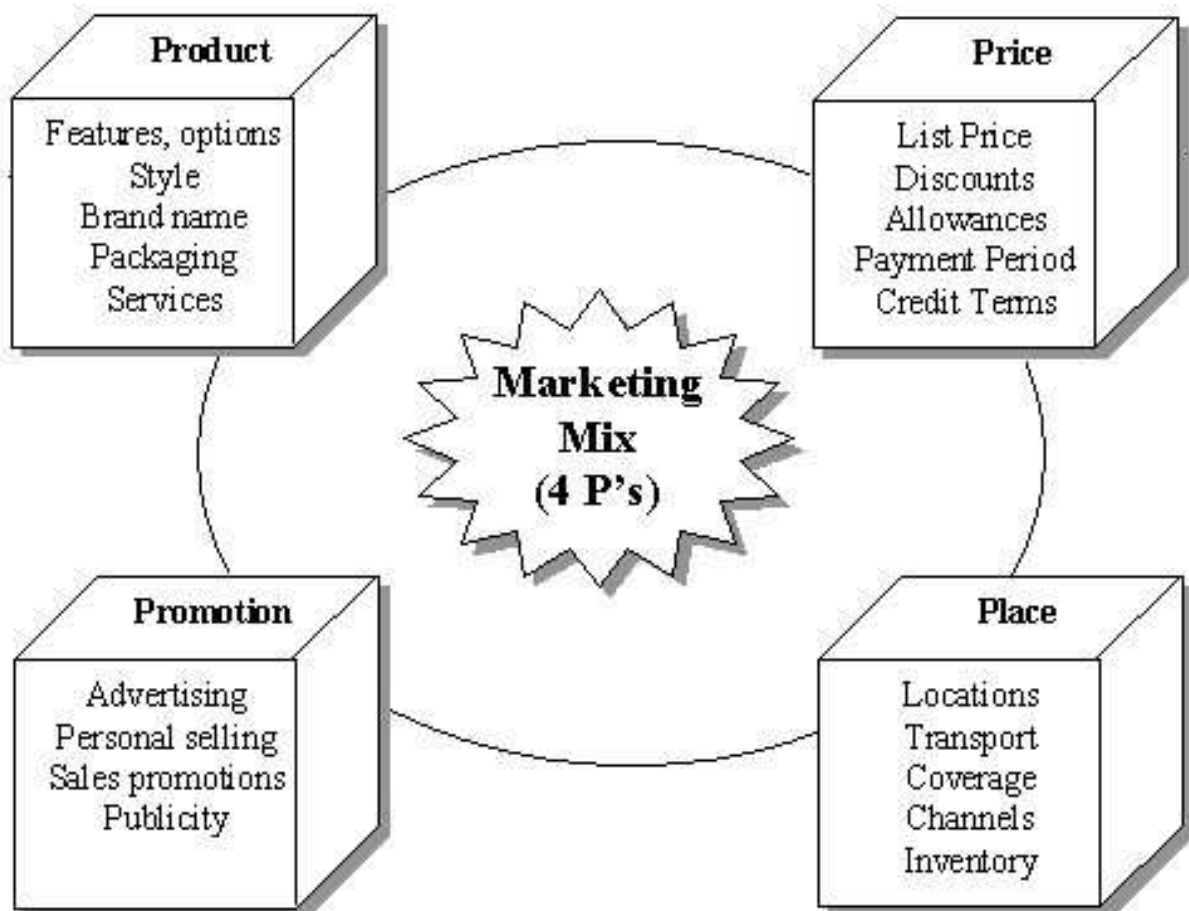 Product
Features, options
Style
Brand name
Packaging
Services
Price
List Price
Discounts
Allowances
Payment Period
Credit Terms
Marketing
Mix
(4 P's)
Promotion
Advertising
Personal selling
Sales promotions
Publicity
Place
Locations
Transport
Coverage
Channels
Inventory